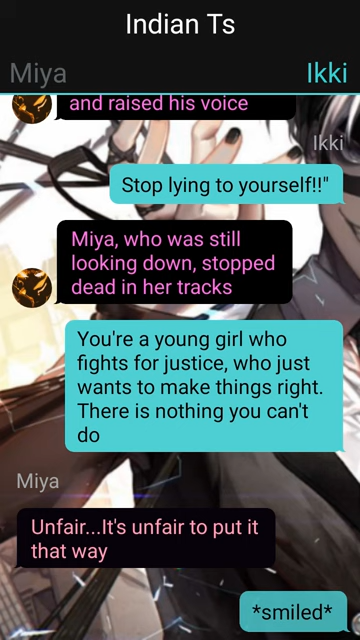 Indian Ts
Miya
Ikki
and raised his voice
Ikki
Stop lying to yourself!!"
Miya, who was still
looking down, stopped
dead in her tracks
You're a young girl who
fights for justice, who just
wants to make things right.
There is nothing you can't
do
Miya
Unfair...It's unfair to put it
that way
*smiled*